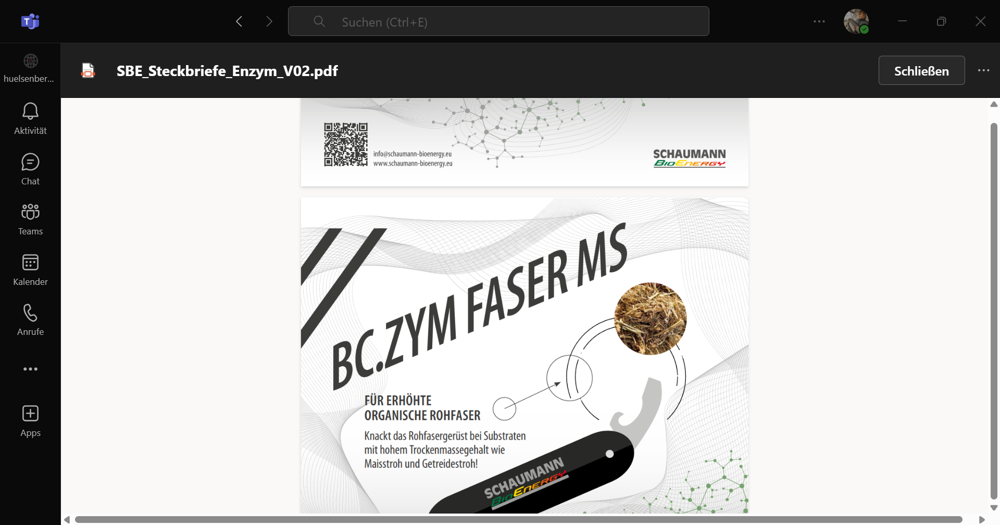 Suchen (Ctrl+E)
huelsenber...
SBE_Steckbriefe_Enzym_V02.pdf
Schließen
Aktivität
Chat
Teams
Kalender
Anrufe
Apps
info@schaumann-bioenergy.eu
www.schaumann-bioenergy.eu
SCHAUMANN
BIOENERGY
BC.ZYM FASER MS
FÜR ERHÖHTE
ORGANISCHE ROHFASER
Knackt das Rohfasergerüst bei Substraten
mit hohem Trockenmassegehalt wie
Maisstroh und Getreidestroh!
SCHAUMANN
BIOENERGY